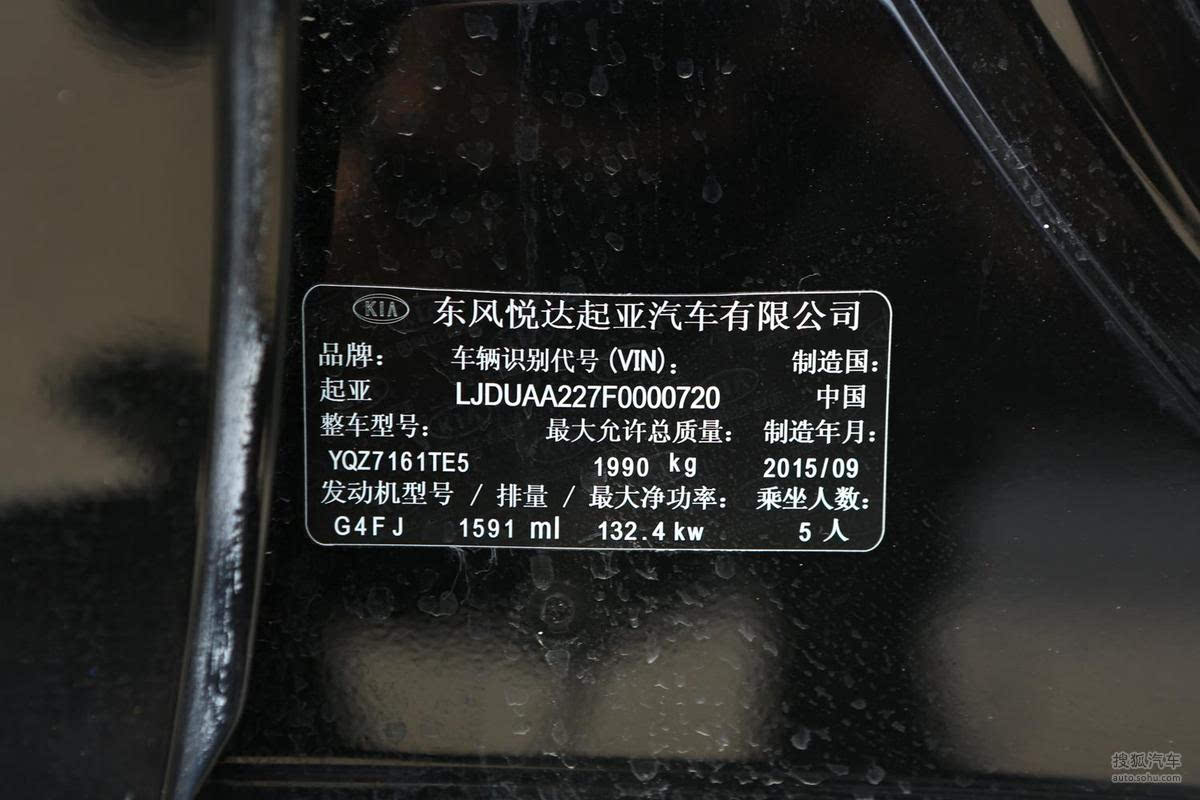 KIA 东风悦达起亚汽车有限公司
品牌： 车辆识别代号(VIN)： 制造国：
起亚 LJDUAA227F0000720 中国
整车型号： 最大允许总质量： 制造年月：
YQZ7161TE5 1990 kg 2015/09
发动机型号 / 排量 / 最大净功率： 乘坐人数：
G4FJ 1591 ml 132.4 kw 5 人
搜狐汽车
auto.sohu.com